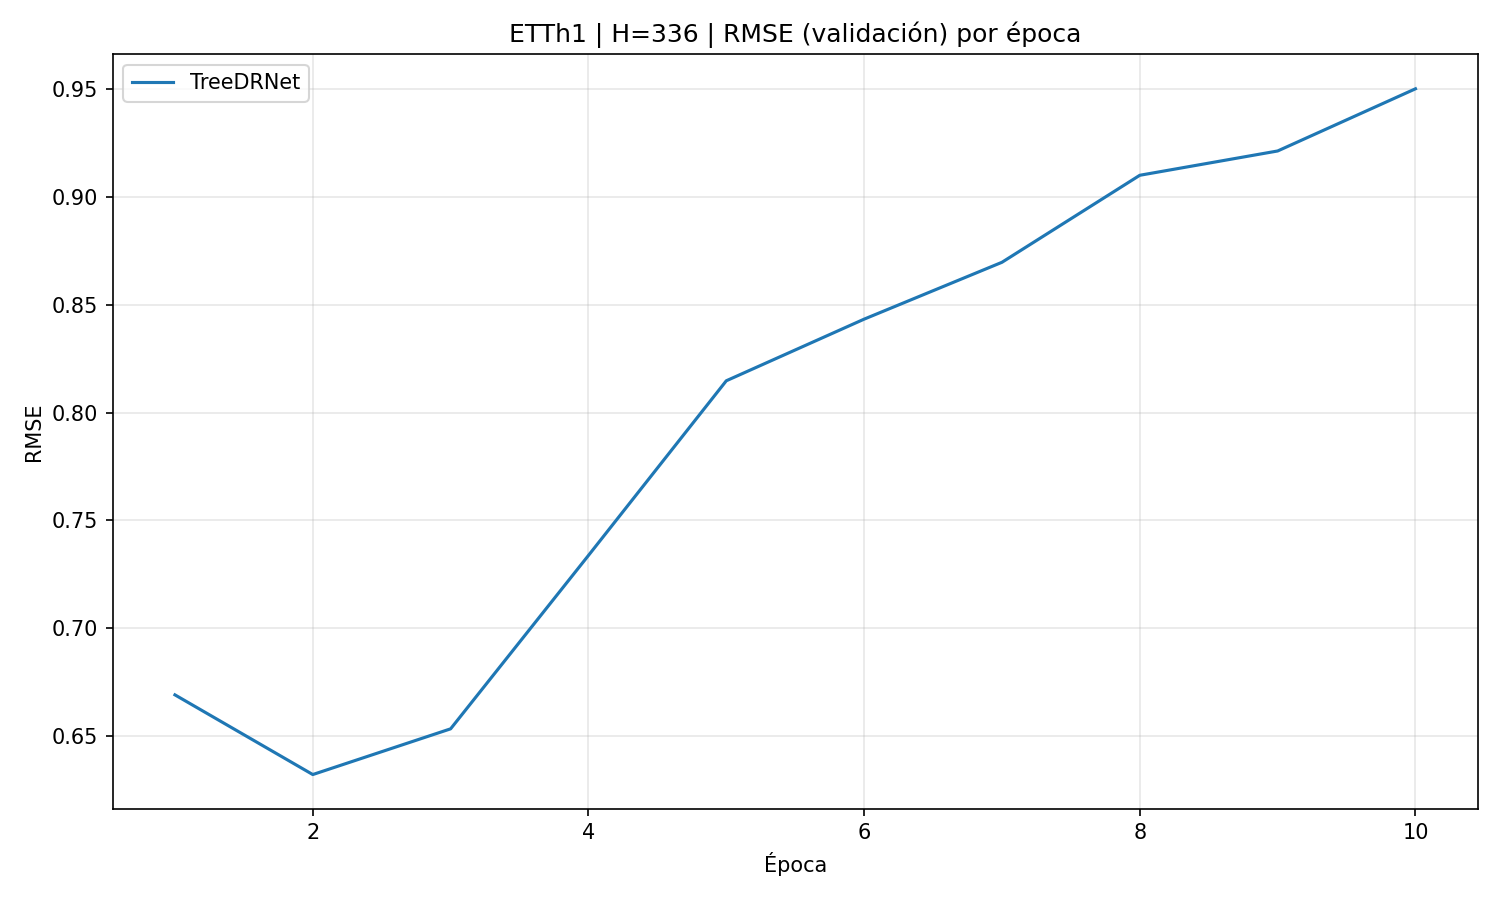 ETTh1 | H=336 | RMSE (validación) por época
TreeDRNet
RMSE
0.95
0.90
0.85
0.80
0.75
0.70
0.65
2 4 6 8 10
Época